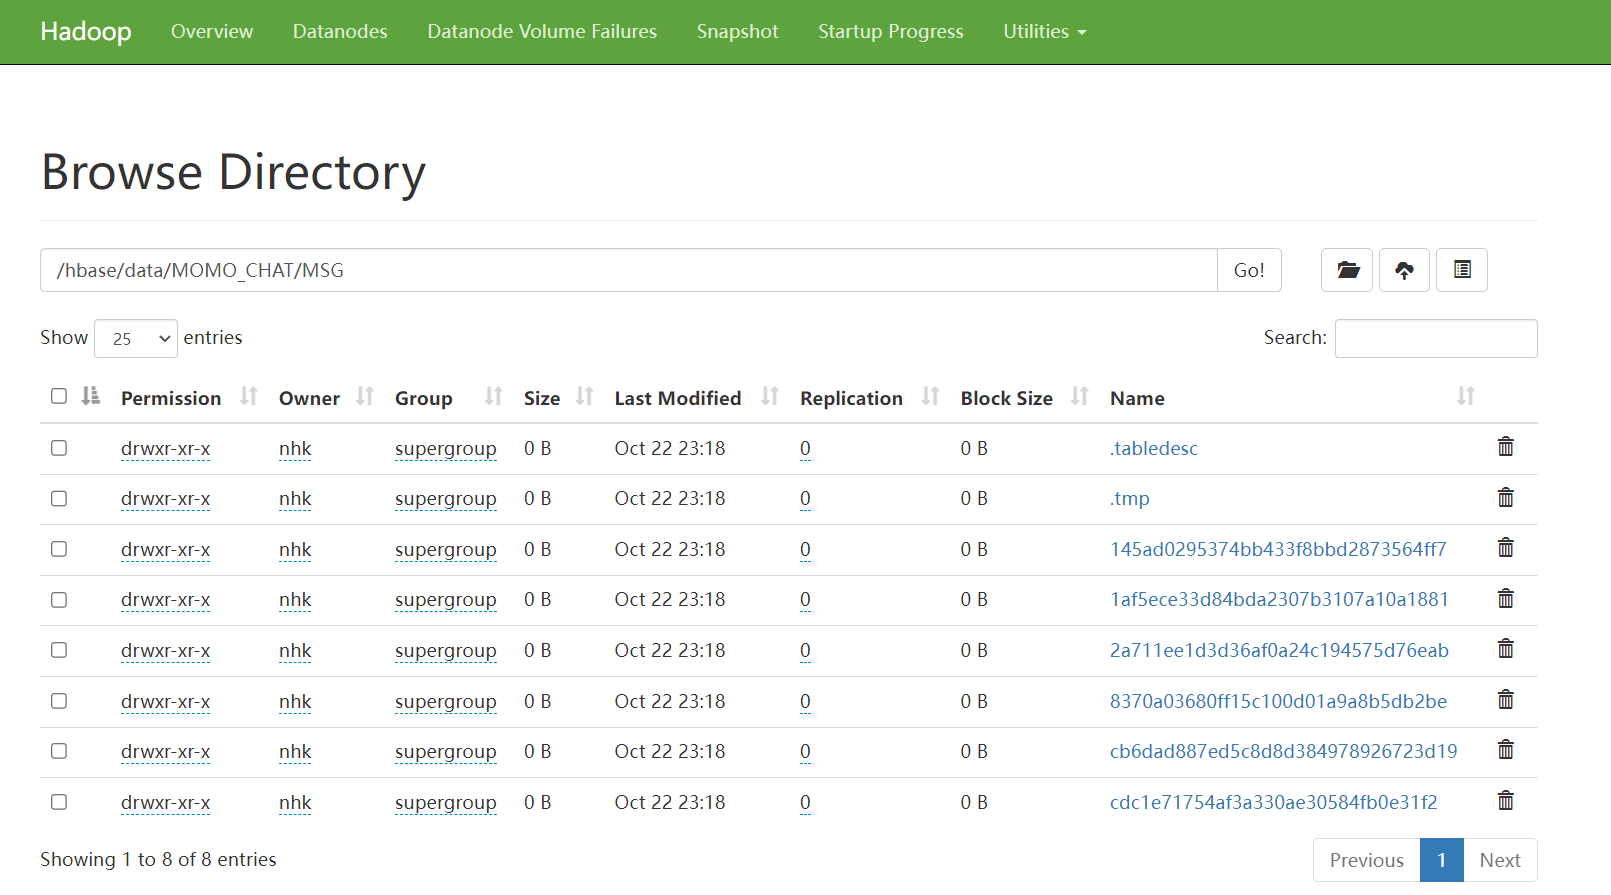 Hadoop Overview Datanodes Datanode Volume Failures Snapshot Startup Progress Utilities
Browse Directory
/hbase/data/MOMO_CHAT/MSG Go!
Show 25 entries Search:
Permission Owner Group Size Last Modified Replication Block Size Name
drwxr-xr-x nhk supergroup 0 B Oct 22 23:18 0 0 B .tabledesc
drwxr-xr-x nhk supergroup 0 B Oct 22 23:18 0 0 B .tmp
drwxr-xr-x nhk supergroup 0 B Oct 22 23:18 0 0 B 145ad0295374bb433f8bbd2873564ff7
drwxr-xr-x nhk supergroup 0 B Oct 22 23:18 0 0 B 1af5ece33d84bda2307b3107a10a1881
drwxr-xr-x nhk supergroup 0 B Oct 22 23:18 0 0 B 2a711ee1d3d36af0a24c194575d76eab
drwxr-xr-x nhk supergroup 0 B Oct 22 23:18 0 0 B 8370a03680ff15c100d01a9a8b5db2be
drwxr-xr-x nhk supergroup 0 B Oct 22 23:18 0 0 B cb6dad887ed5c8d8d384978926723d19
drwxr-xr-x nhk supergroup 0 B Oct 22 23:18 0 0 B cdc1e71754af3a330ae30584fb0e31f2
Showing 1 to 8 of 8 entries Previous 1 Next